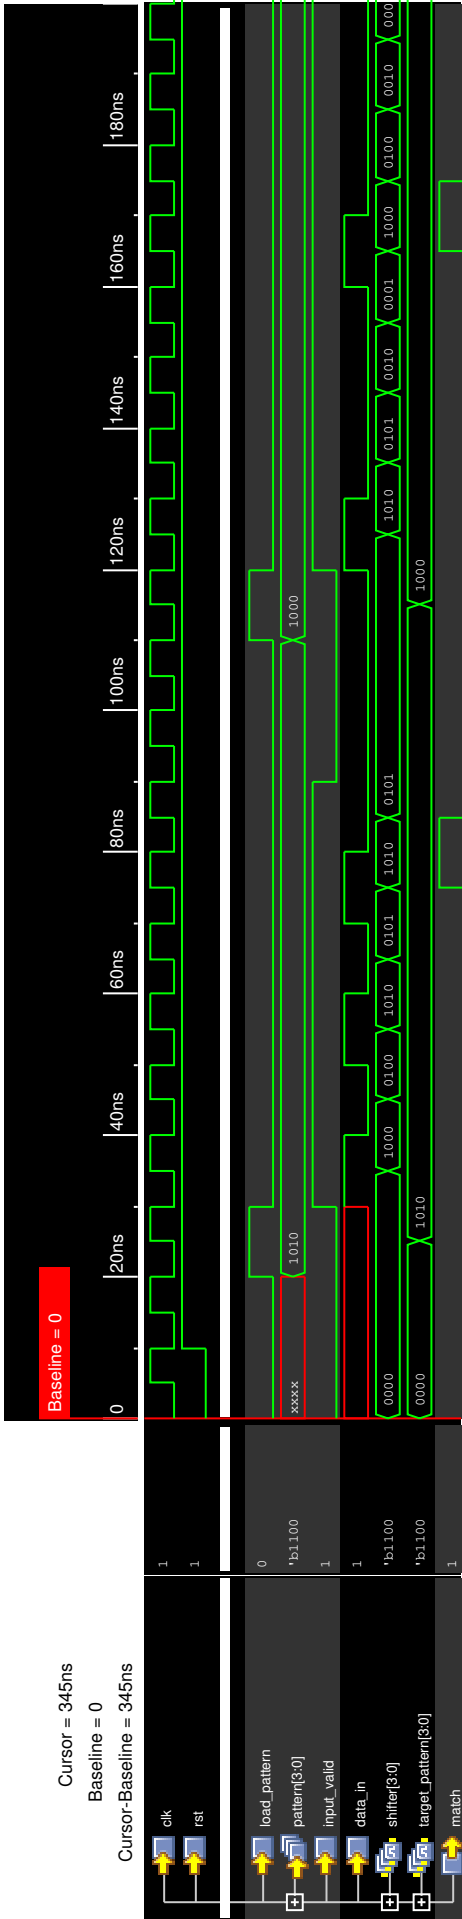 Cursor = 345ns
Baseline = 0
Cursor-Baseline = 345ns
Baseline = 0
0
20ns
40ns
60ns
80ns
100ns
120ns
140ns
160ns
180ns
clk 1
rst 1
load_pattern 0
pattern[3:0] 'b1100 xxxx 1010 1000
input_valid 1
data_in 1
shifter[3:0] 'b1100 0000 1000 0100 1010 0101 1010 0101 1010 0101 0010 0001 1000 0100 0010 000
target_pattern[3:0] 'b1100 0000 1010 1000
match 1